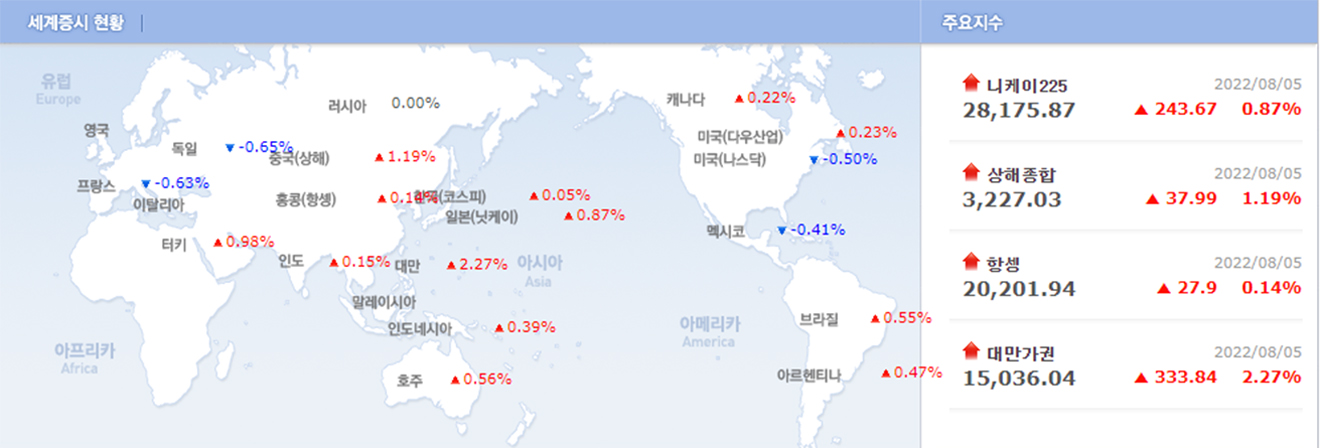 세계증시 현황
유럽
Europe
영국
독일 ▼ -0.65%
프랑스 ▼ -0.63%
이탈리아
터키 ▲ 0.98%
러시아 0.00%
중국(상해) ▲ 1.19%
홍콩(항셍) ▲ 0.14%
한국(코스피) ▲ 0.05%
일본(닛케이) ▲ 0.87%
인도 ▲ 0.15%
대만 ▲ 2.27%
아시아
Asia
말레이시아
인도네시아 ▲ 0.39%
호주 ▲ 0.56%
아프리카
Africa
캐나다 ▲ 0.22%
미국(다우산업) ▲ 0.23%
미국(나스닥) ▼ -0.50%
멕시코 ▼ -0.41%
아메리카
America
브라질 ▲ 0.55%
아르헨티나 ▲ 0.47%
주요지수
니케이225 2022/08/05
28,175.87 ▲ 243.67 0.87%
상해종합 2022/08/05
3,227.03 ▲ 37.99 1.19%
항셍 2022/08/05
20,201.94 ▲ 27.9 0.14%
대만가권 2022/08/05
15,036.04 ▲ 333.84 2.27%